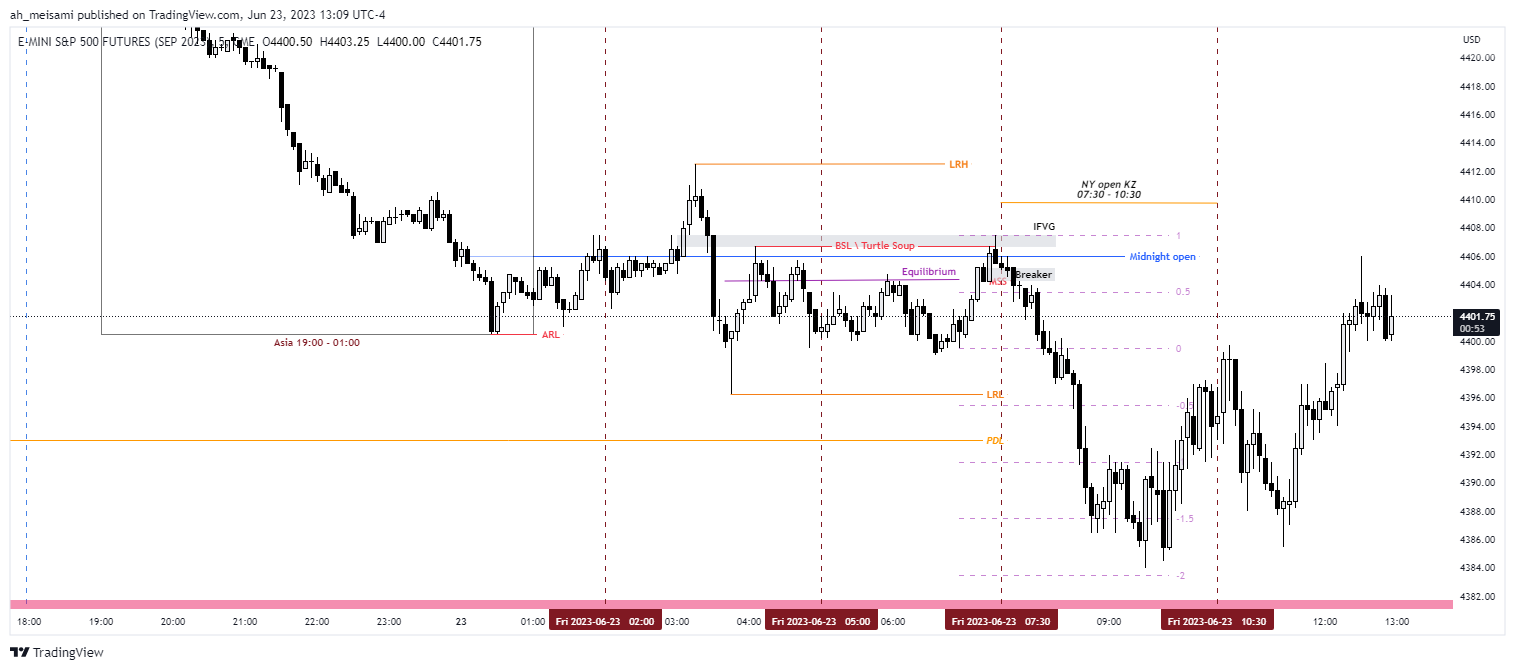 ah_meisami published on TradingView.com, Jun 23, 2023 13:09 UTC-4
E-MINI S&P 500 FUTURES (SEP 2023 CME O4400.50 H4403.25 L4400.00 C4401.75
USD
4420.00
4418.00
4416.00
4414.00
4412.00
4410.00
4408.00
4406.00
4404.00
4401.75
00:53
4400.00
4398.00
4396.00
4394.00
4392.00
4390.00
4388.00
4386.00
4384.00
4382.00
LRH
NY open KZ
07:30 - 10:30
IFVG
1
BSL \ Turtle Soup
Midnight open
Equilibrium
Breaker
MSS
0.5
ARL
Asia 19:00 - 01:00
0
LRL
PDL
-1.5
-2
18:00
19:00
20:00
21:00
22:00
23:00
23
01:00
Fri 2023-06-23 02:00
03:00
04:00
Fri 2023-06-23 05:00
06:00
Fri 2023-06-23 07:30
09:00
Fri 2023-06-23 10:30
12:00
13:00
TradingView